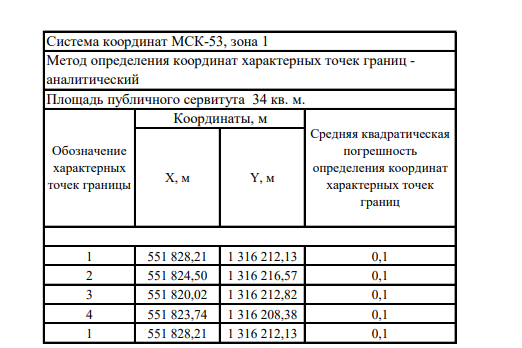 Система координат МСК-53, зона 1
Метод определения координат характерных точек границ -
аналитический
Площадь публичного сервитута 34 кв. м.
Обозначение
характерных
точек границы
Координаты, м
X, м
Y, м
Средняя квадратическая
погрешность
определения координат
характерных точек
границ
1 551 828,21 1 316 212,13 0,1
2 551 824,50 1 316 216,57 0,1
3 551 820,02 1 316 212,82 0,1
4 551 823,74 1 316 208,38 0,1
1 551 828,21 1 316 212,13 0,1